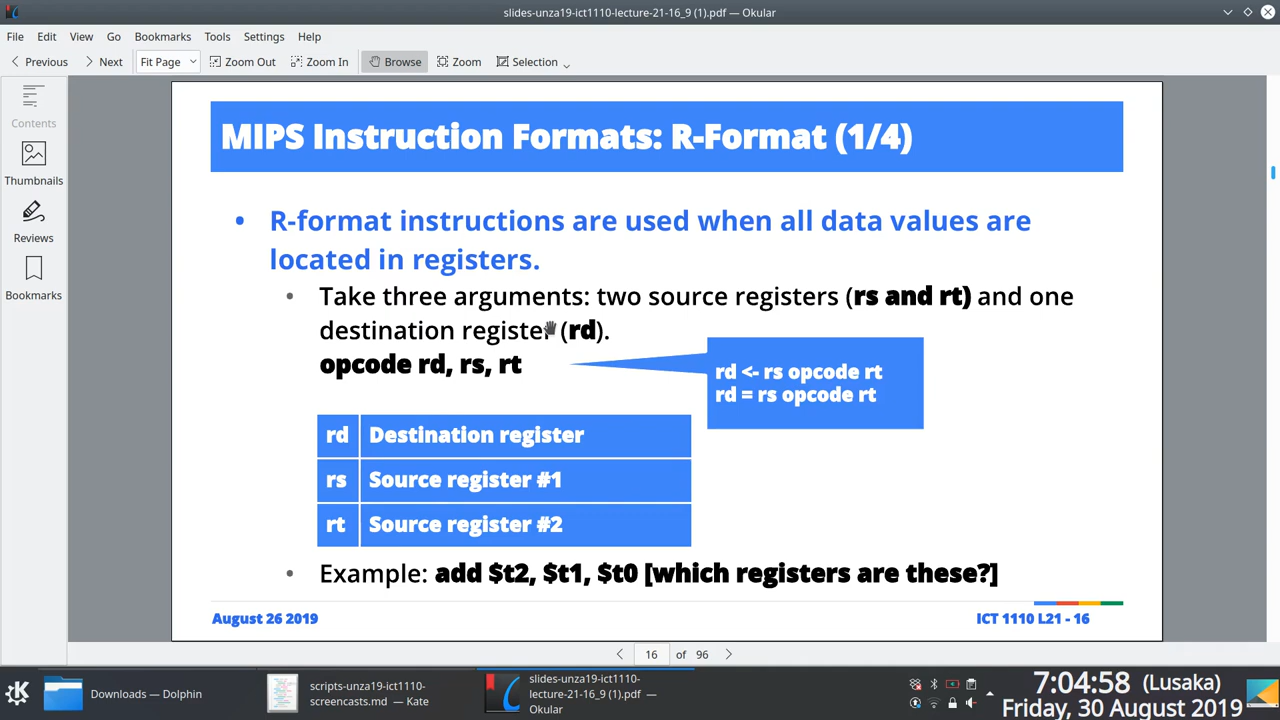 slides-unza19-ict1110-lecture-21-16_9 (1).pdf — Okular
File Edit View Go Bookmarks Tools Settings Help
Previous Next Fit Page Zoom Out Zoom In Browse Zoom Selection
Contents
Thumbnails
Reviews
Bookmarks
MIPS Instruction Formats: R-Format (1/4)
• R-format instructions are used when all data values are
located in registers.
• Take three arguments: two source registers (rs and rt) and one
destination register (rd).
opcode rd, rs, rt
rd <- rs opcode rt
rd = rs opcode rt
rd Destination register
rs Source register #1
rt Source register #2
• Example: add $t2, $t1, $t0 [which registers are these?]
August 26 2019
ICT 1110 L21 - 16
16 of 96
Downloads — Dolphin
scripts-unza19-ict1110-
screencasts.md — Kate
slides-unza19-ict1110-
lecture-21-16_9 (1).pdf —
Okular
7:04:58 (Lusaka)
Friday, 30 August 2019